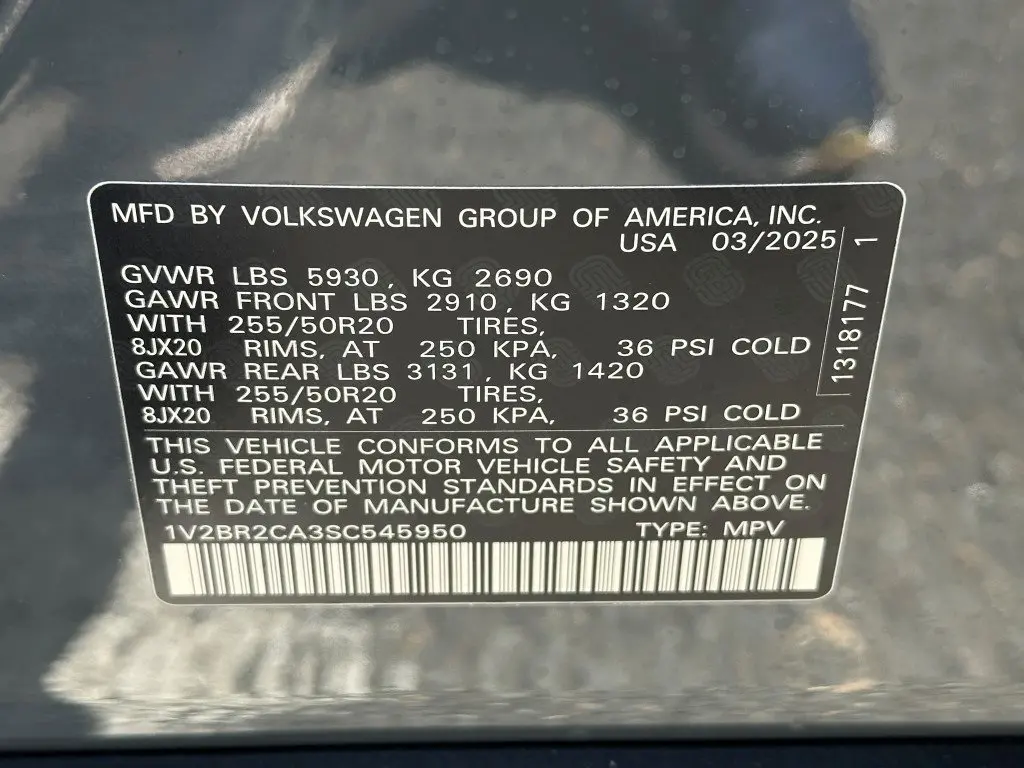 MFD BY VOLKSWAGEN GROUP OF AMERICA, INC.
USA 03/2025
GVWR LBS 5930, KG 2690
GAWR FRONT LBS 2910, KG 1320
WITH 255/50R20 TIRES,
8JX20 RIMS, AT 250 KPA, 36 PSI COLD
GAWR REAR LBS 3131, KG 1420
WITH 255/50R20 TIRES,
8JX20 RIMS, AT 250 KPA, 36 PSI COLD
1318177 1
THIS VEHICLE CONFORMS TO ALL APPLICABLE
U.S. FEDERAL MOTOR VEHICLE SAFETY AND
THEFT PREVENTION STANDARDS IN EFFECT ON
THE DATE OF MANUFACTURE SHOWN ABOVE.
1V2BR2CA3SC545950 TYPE: MPV